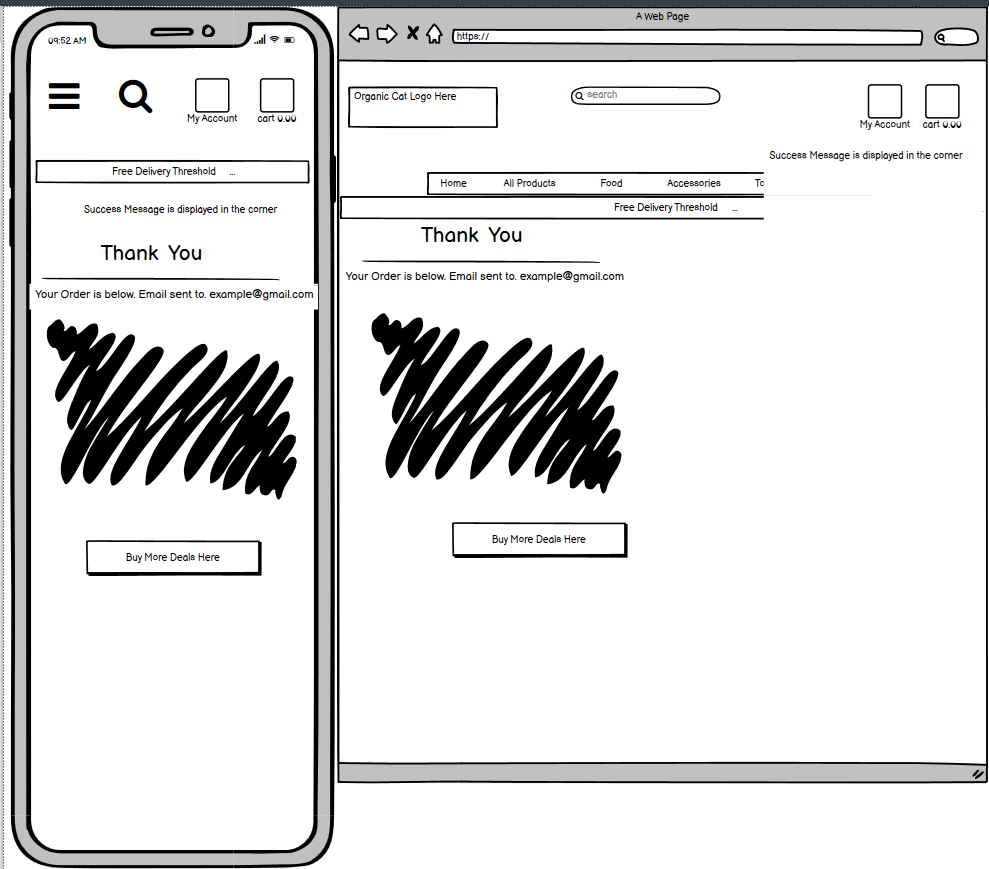 09:52 AM
My Account
cart 0.00
Free Delivery Threshold ...
Success Message is displayed in the corner
Thank You
Your Order is below. Email sent to. example@gmail.com
Buy More Deals Here
A Web Page
https://
Organic Cat Logo Here
search
My Account
cart 0.00
Success Message is displayed in the corner
Home All Products Food Accessories To
Free Delivery Threshold ...
Thank You
Your Order is below. Email sent to. example@gmail.com
Buy More Deals Here